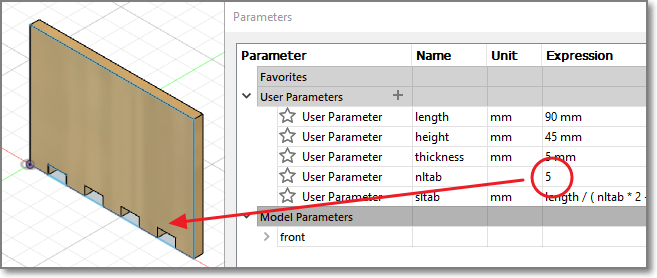 Parameters
Parameter Name Unit Expression
Favorites
User Parameters +
User Parameter length mm 90 mm
User Parameter height mm 45 mm
User Parameter thickness mm 5 mm
User Parameter nltab mm 5
User Parameter sltab mm length / ( nltab * 2
Model Parameters
front